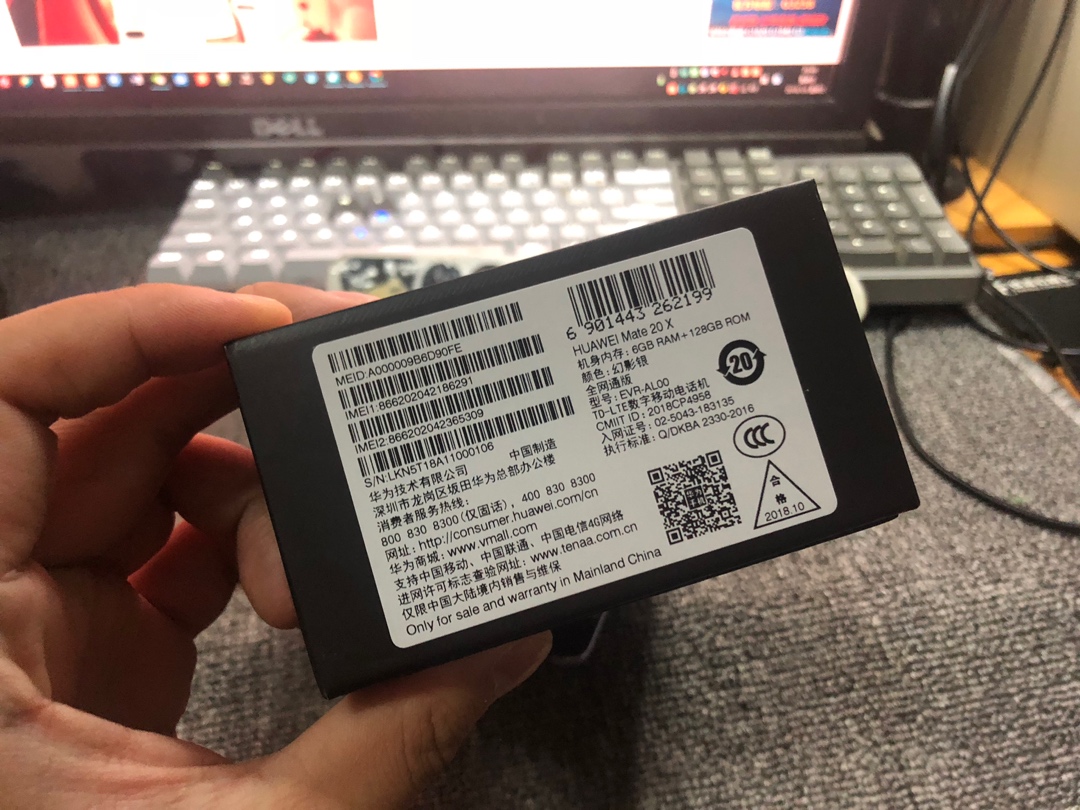 DELL
MEID:A000009B6D90FE
IMEI1:866202042186291
IMEI2:866202042365309
S/N:LKN5T18A11000106
华为技术有限公司 中国制造
深圳市龙岗区坂田华为总部办公楼
消费者服务热线:
800 830 8300(仅固话), 400 830 8300
网址: http://consumer.huawei.com/cn
华为商城: www.vmall.com
支持中国移动、中国联通、中国电信4G网络
进网许可标志查验网址: www.tenaa.com.cn
仅限中国大陆境内销售与维保
Only for sale and warranty in Mainland China
6 901443 262199
HUAWEI Mate 20 X
机身内存: 6GB RAM+128GB ROM
颜色: 幻影银
全网通版
型号: EVR-AL00
TD-LTE数字移动电话机
CMIIT ID: 2018CP4958
入网证号: 02-5043-183135
执行标准: Q/DKBA 2330-2016
20
CCC
合
格
2018.10